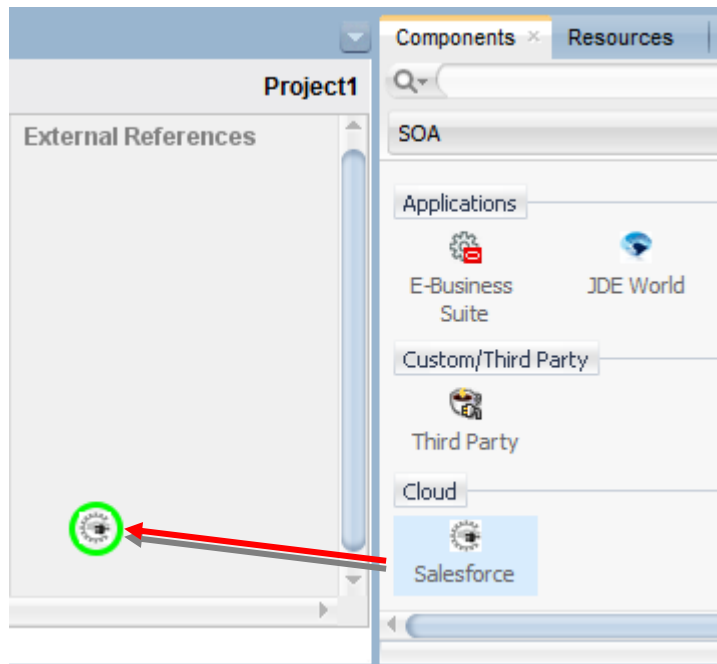 Components
Resources
Project1
External References
SOA
Applications
E-Business
Suite
JDE World
Custom/Third Party
Third Party
Cloud
Salesforce